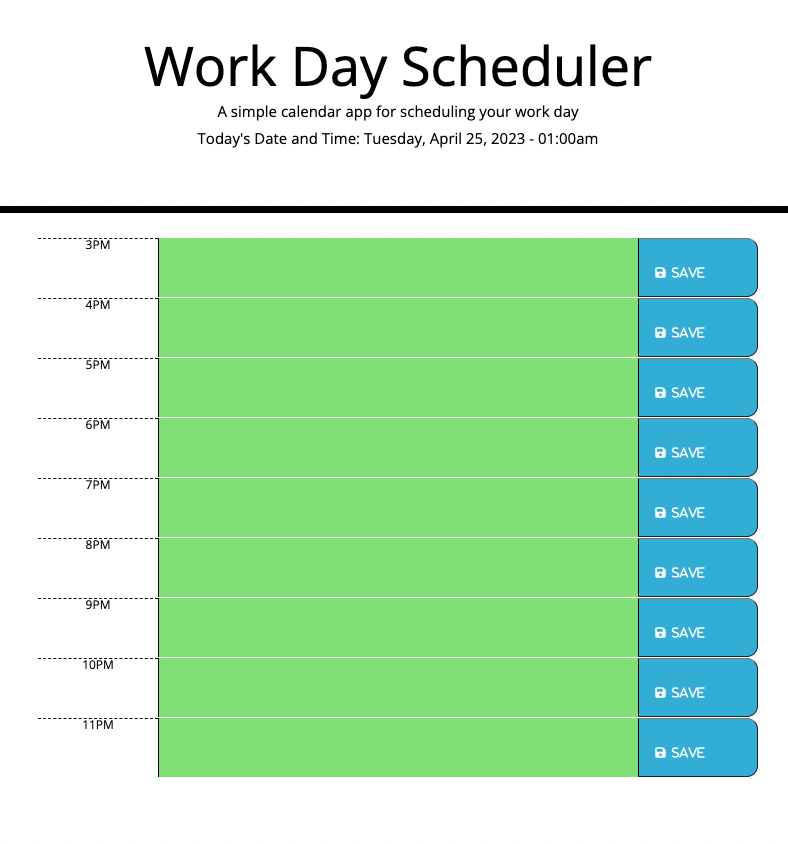 Work Day Scheduler
A simple calendar app for scheduling your work day
Today's Date and Time: Tuesday, April 25, 2023 - 01:00am
3PM
SAVE
4PM
SAVE
5PM
SAVE
6PM
SAVE
7PM
SAVE
8PM
SAVE
9PM
SAVE
10PM
SAVE
11PM
SAVE